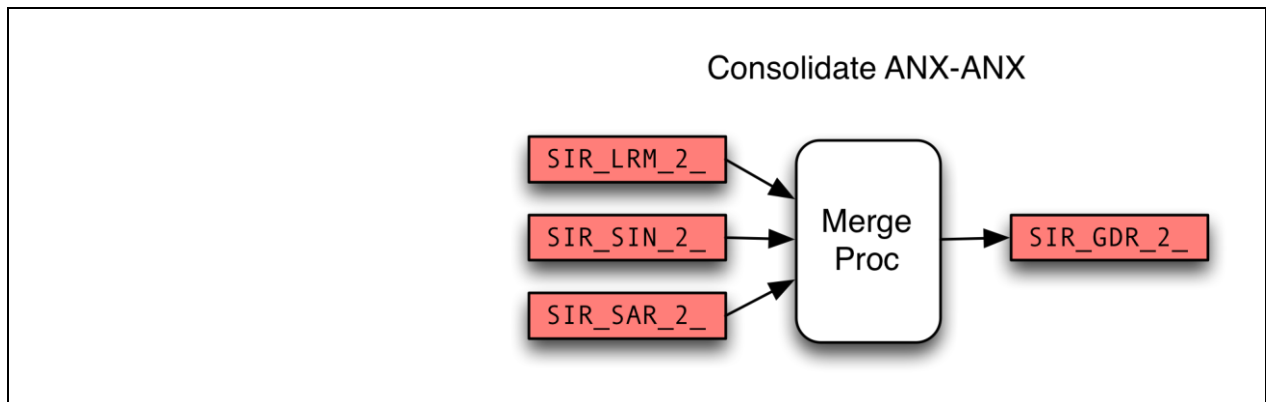 Consolidate ANX-ANX
SIR_LRM_2_
SIR_SIN_2_
SIR_SAR_2_
Merge
Proc
SIR_GDR_2_